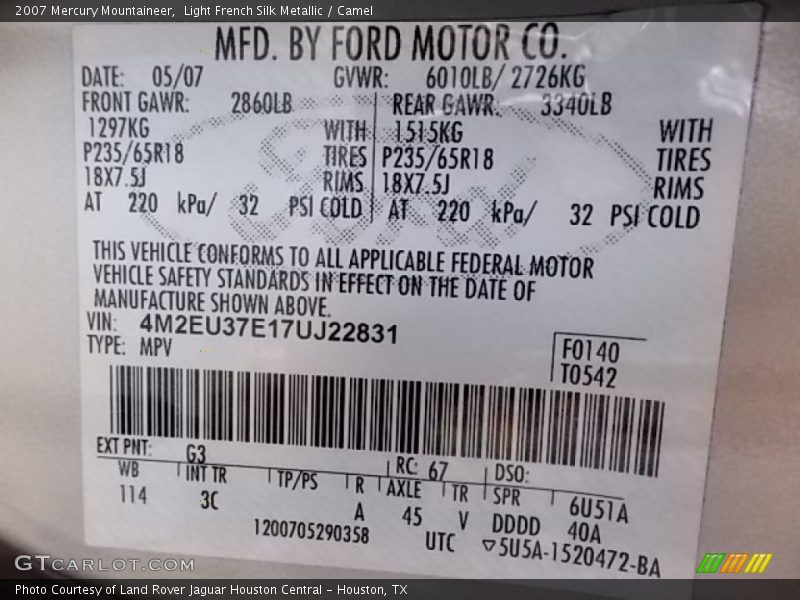 2007 Mercury Mountaineer, Light French Silk Metallic / Camel
MFD. BY FORD MOTOR CO.
DATE: 05/07 GVWR: 6010LB/ 2726KG
FRONT GAWR: 2860LB REAR GAWR: 3340LB
1297KG WITH 1515KG WITH
P235/65R18 TIRES P235/65R18 TIRES
18X7.5J RIMS 18X7.5J RIMS
AT 220 kPa/ 32 PSI COLD AT 220 kPa/ 32 PSI COLD
THIS VEHICLE CONFORMS TO ALL APPLICABLE FEDERAL MOTOR
VEHICLE SAFETY STANDARDS IN EFFECT ON THE DATE OF
MANUFACTURE SHOWN ABOVE.
VIN: 4M2EU37E17UJ22831
TYPE: MPV
F0140
T0542
EXT PNT: G3 RC: 67 DSO:
WB INT TR TP/PS R AXLE TR SPR 6U51A
114 3C A 45 V DDDD 40A
1200705290358 UTC ▽5U5A-1520472-BA
GTCARLOT.COM
Photo Courtesy of Land Rover Jaguar Houston Central - Houston, TX